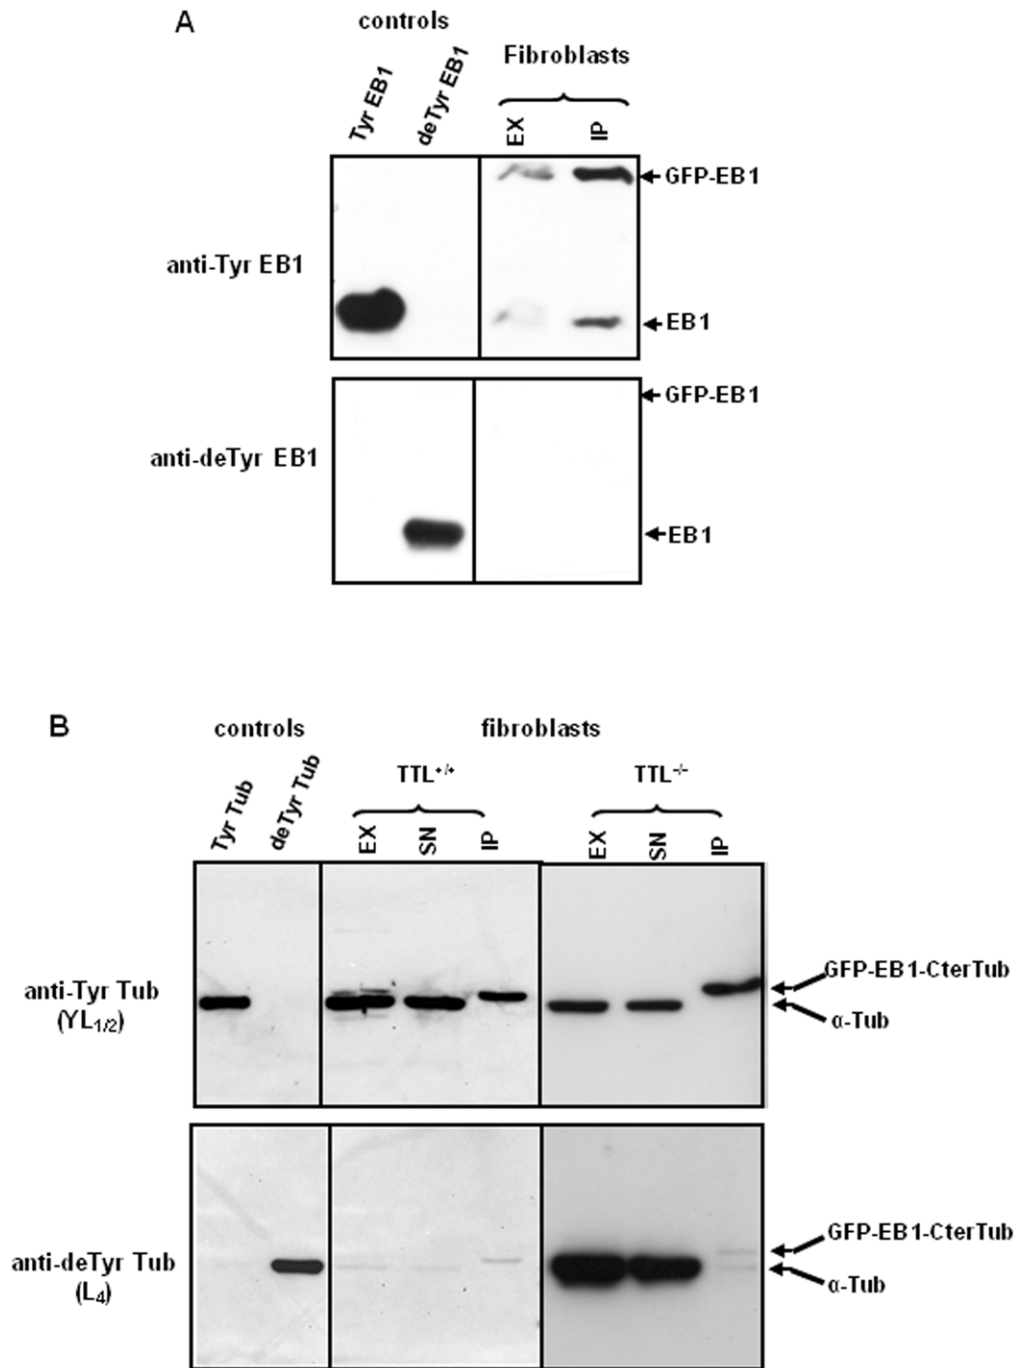 A
controls
Fibroblasts
Tyr EB1
deTyr EB1
EX
IP
GFP-EB1
anti-Tyr EB1
EB1
GFP-EB1
anti-deTyr EB1
EB1
B
controls
fibroblasts
TTL+/+
TTL-/-
Tyr Tub
deTyr Tub
EX
SN
IP
EX
SN
IP
GFP-EB1-CterTub
anti-Tyr Tub
(YL1/2)
α-Tub
GFP-EB1-CterTub
anti-deTyr Tub
(L4)
α-Tub